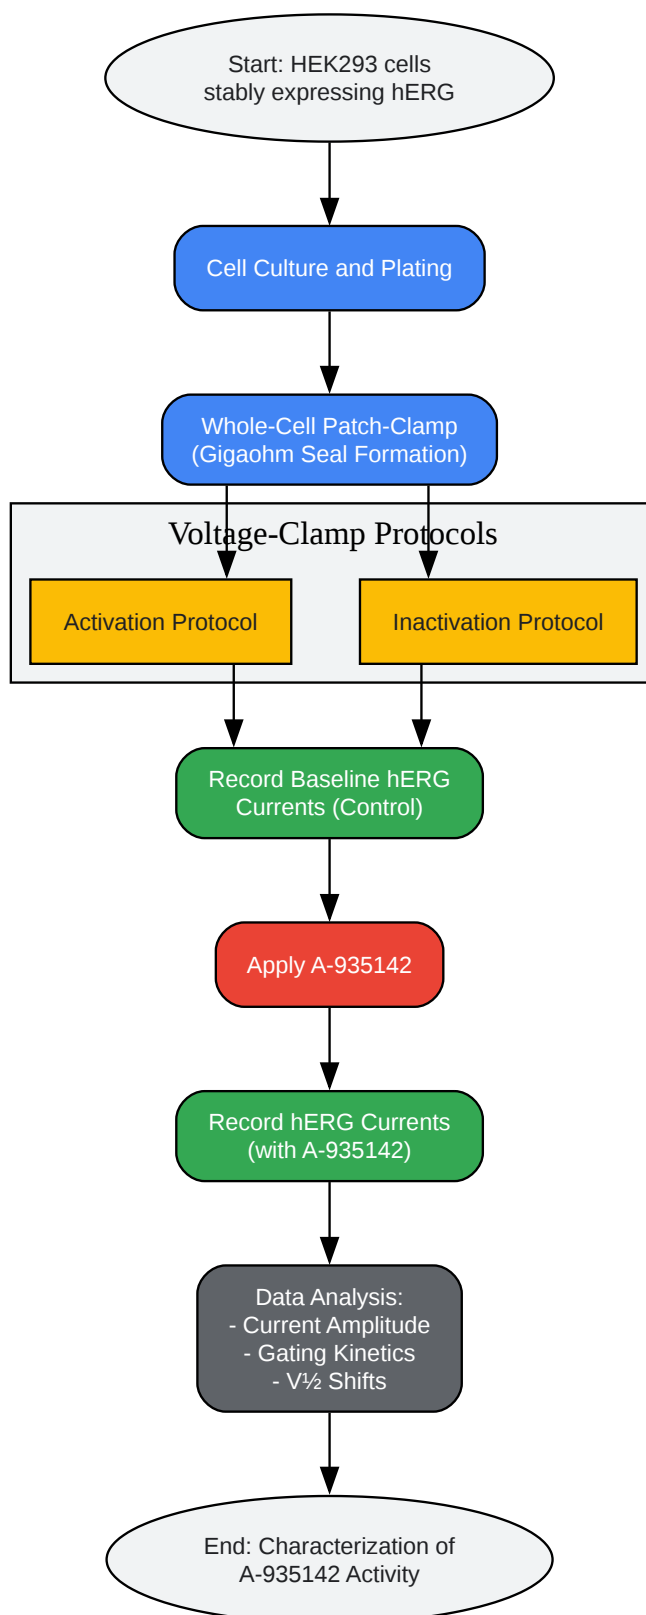 Start: HEK293 cells
stably expressing hERG
Cell Culture and Plating
Whole-Cell Patch-Clamp
(Gigaohm Seal Formation)
Voltage-Clamp Protocols
Activation Protocol
Inactivation Protocol
Record Baseline hERG
Currents (Control)
Apply A-935142
Record hERG Currents
(with A-935142)
Data Analysis:
- Current Amplitude
- Gating Kinetics
- V½ Shifts
End: Characterization of
A-935142 Activity